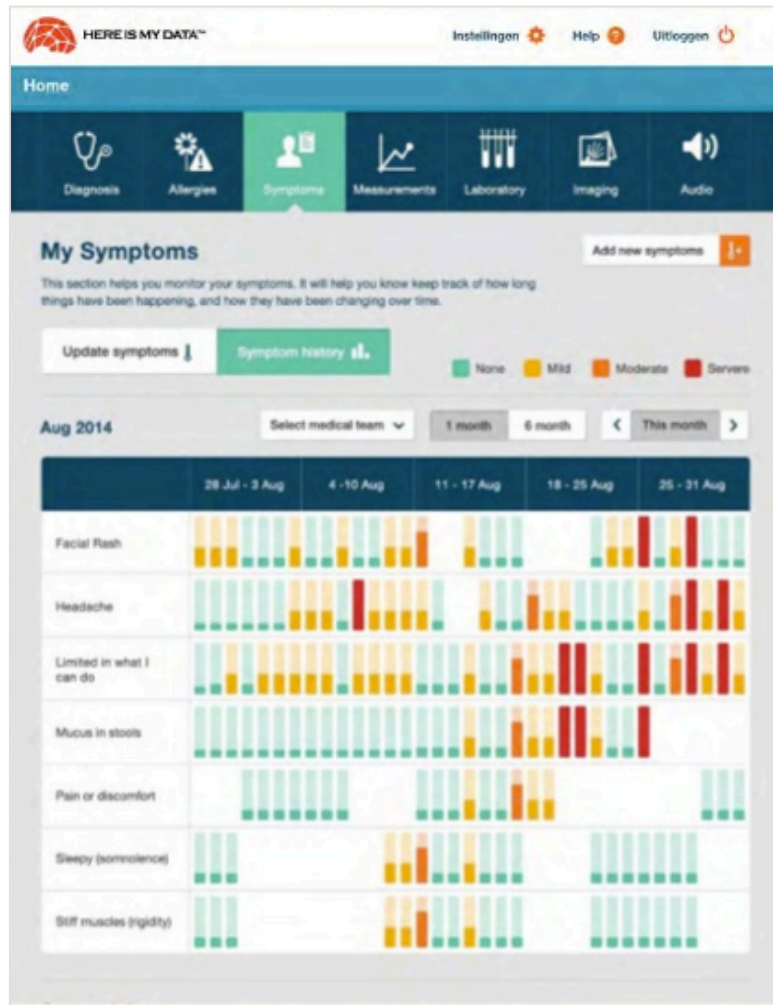 HERE IS MY DATA™
Instellingen Help Uitloggen
Home
Diagnosis Allergies Symptoms Measurements Laboratory Imaging Audio
My Symptoms
Add new symptoms
This section helps you monitor your symptoms. It will help you know keep track of how long
things have been happening, and how they have been changing over time.
Update symptoms Symptom history
None Mild Moderate Servere
Aug 2014 Select medical team 1 month 6 month This month
28 Jul - 3 Aug 4 -10 Aug 11 - 17 Aug 18 - 25 Aug 25 - 31 Aug
Facial Rash
Headache
Limited in what I
can do
Mucus in stools
Pain or discomfort
Sleepy (somnolence)
Stiff muscles (rigidity)